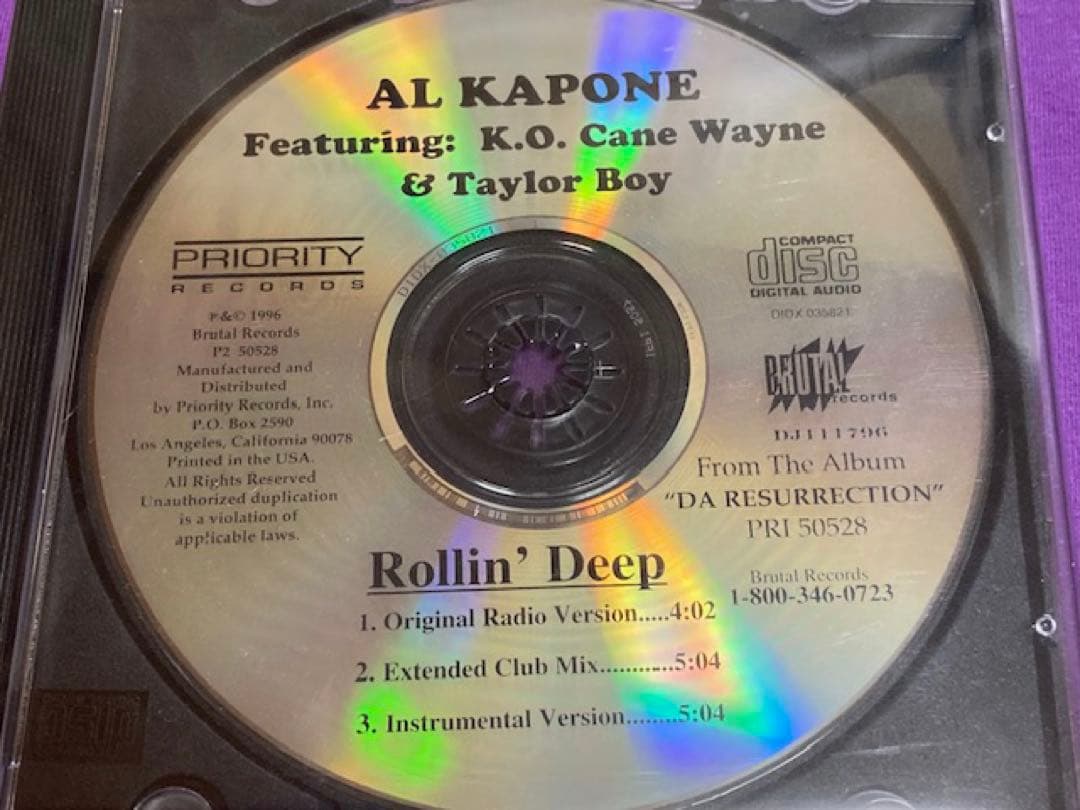 AL KAPONE
Featuring: K.O. Cane Wayne
& Taylor Boy
PRIORITY
RECORDS
P&© 1996
Brutal Records
P2 50528
Manufactured and
Distributed
by Priority Records, Inc.
P.O. Box 2590
Los Angeles, California 90078
Printed in the USA.
All Rights Reserved
Unauthorized duplication
is a violation of
applicable laws.
COMPACT
disc
DIGITAL AUDIO
DIDX 035821
BRUTAL
records
DJ111796
From The Album
"DA RESURRECTION"
PRI 50528
Brutal Records
1-800-346-0723
Rollin' Deep
1. Original Radio Version.....4:02
2. Extended Club Mix...........5:04
3. Instrumental Version........5:04